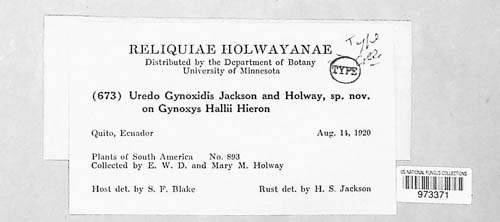 RELIQUIAE HOLWAYANAE
Type
Distributed by the Department of Botany
University of Minnesota
TYPE
(673) Uredo Gynoxidis Jackson and Holway, sp. nov.
on Gynoxys Hallii Hieron
Quito, Ecuador Aug. 14, 1920
Plants of South America No. 893
Collected by E. W. D. and Mary M. Holway
Host det. by S. F. Blake Rust det. by H. S. Jackson
US NATIONAL FUNGUS COLLECTIONS
973371